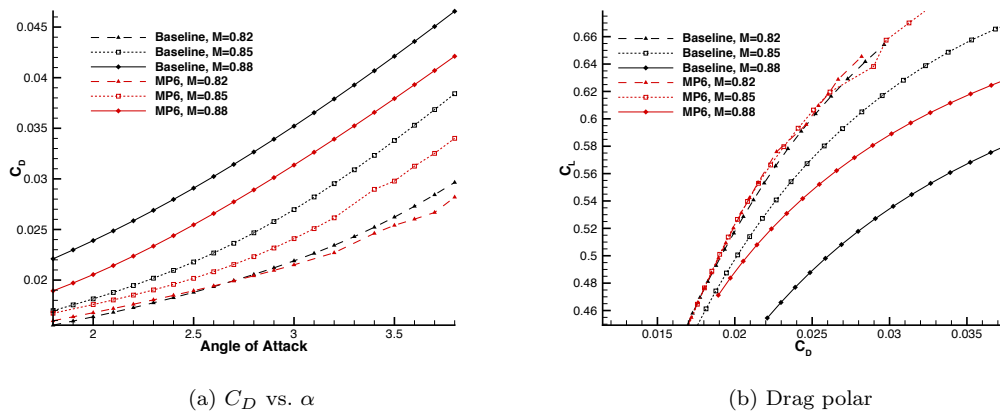 0.045
0.04
0.035
C_D
0.03
0.025
0.02
2
2.5
3
3.5
Angle of Attack
Baseline, M=0.82
Baseline, M=0.85
Baseline, M=0.88
MP6, M=0.82
MP6, M=0.85
MP6, M=0.88
(a) C_D vs. α
0.66
0.64
0.62
0.6
0.58
C_L
0.56
0.54
0.52
0.5
0.48
0.46
0.015
0.02
0.025
0.03
0.035
C_D
Baseline, M=0.82
Baseline, M=0.85
Baseline, M=0.88
MP6, M=0.82
MP6, M=0.85
MP6, M=0.88
(b) Drag polar